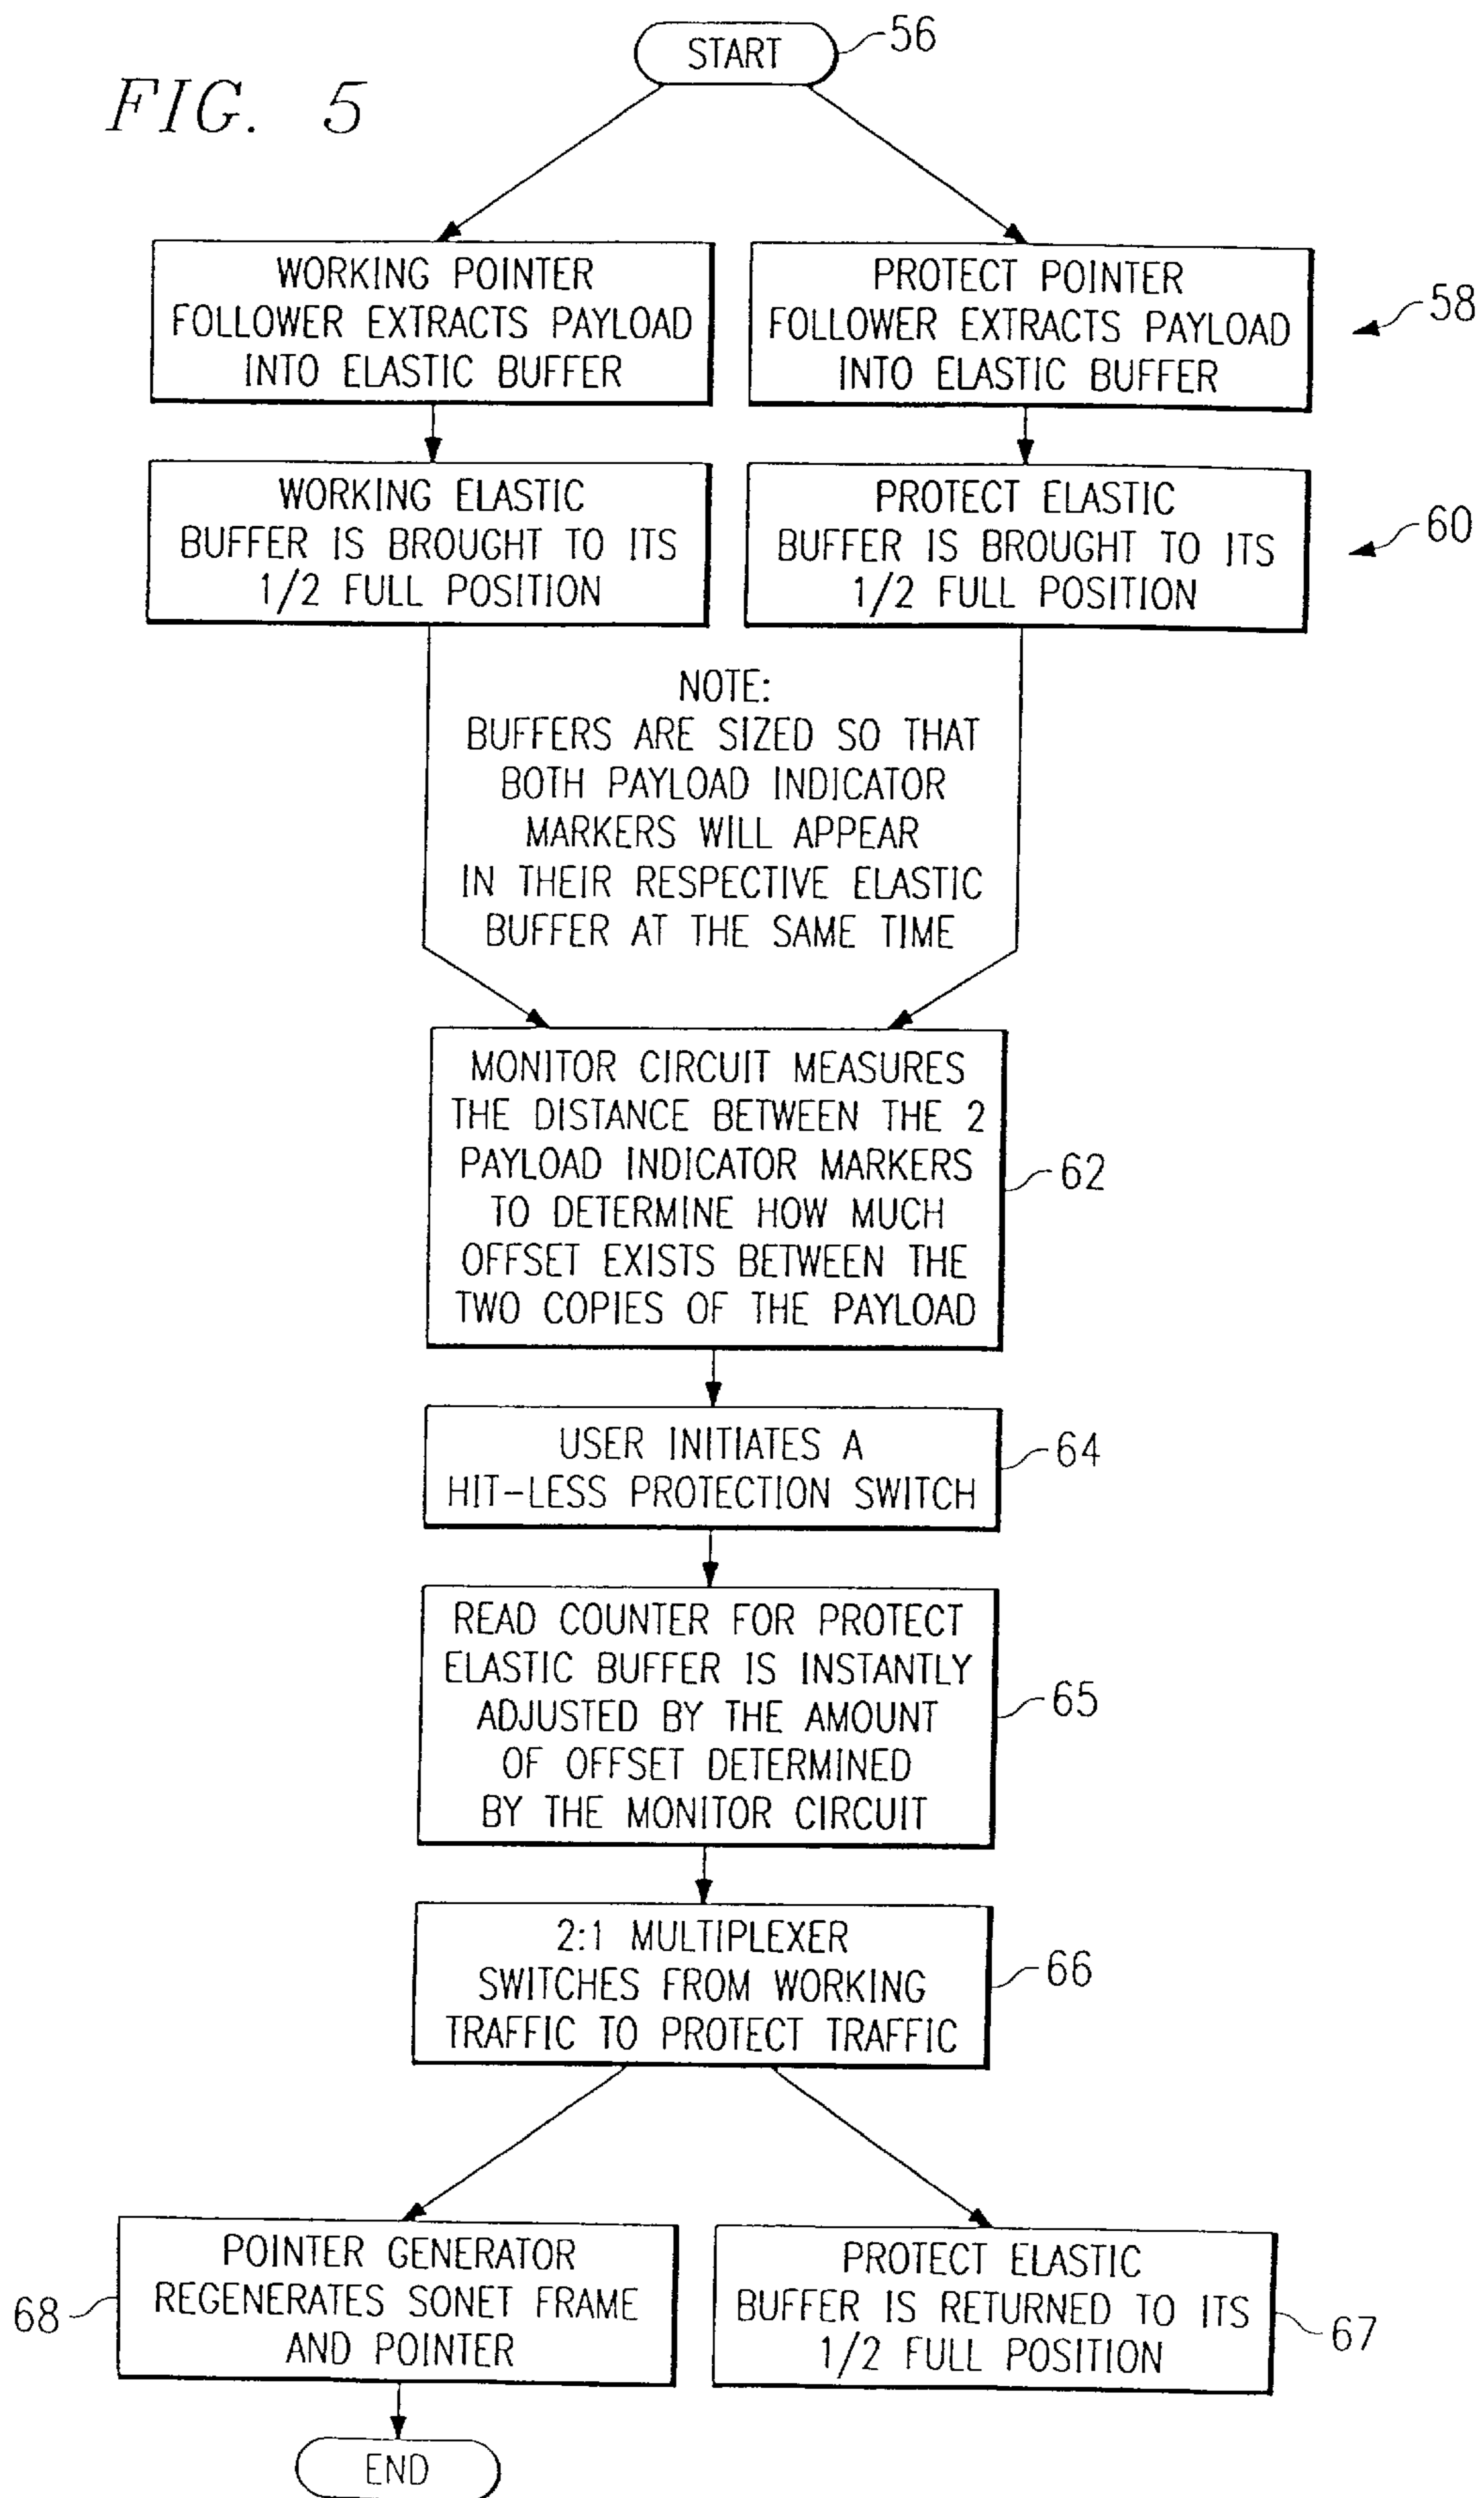 START
56
FIG. 5
WORKING POINTER
FOLLOWER EXTRACTS PAYLOAD
INTO ELASTIC BUFFER
PROTECT POINTER
FOLLOWER EXTRACTS PAYLOAD
INTO ELASTIC BUFFER
58
WORKING ELASTIC
BUFFER IS BROUGHT TO ITS
1/2 FULL POSITION
PROTECT ELASTIC
BUFFER IS BROUGHT TO ITS
1/2 FULL POSITION
60
NOTE:
BUFFERS ARE SIZED SO THAT
BOTH PAYLOAD INDICATOR
MARKERS WILL APPEAR
IN THEIR RESPECTIVE ELASTIC
BUFFER AT THE SAME TIME
MONITOR CIRCUIT MEASURES
THE DISTANCE BETWEEN THE 2
PAYLOAD INDICATOR MARKERS
TO DETERMINE HOW MUCH
OFFSET EXISTS BETWEEN THE
TWO COPIES OF THE PAYLOAD
62
USER INITIATES A
HIT-LESS PROTECTION SWITCH
64
READ COUNTER FOR PROTECT
ELASTIC BUFFER IS INSTANTLY
ADJUSTED BY THE AMOUNT
OF OFFSET DETERMINED
BY THE MONITOR CIRCUIT
65
2:1 MULTIPLEXER
SWITCHES FROM WORKING
TRAFFIC TO PROTECT TRAFFIC
66
POINTER GENERATOR
REGENERATES SONET FRAME
AND POINTER
68
PROTECT ELASTIC
BUFFER IS RETURNED TO ITS
1/2 FULL POSITION
67
END